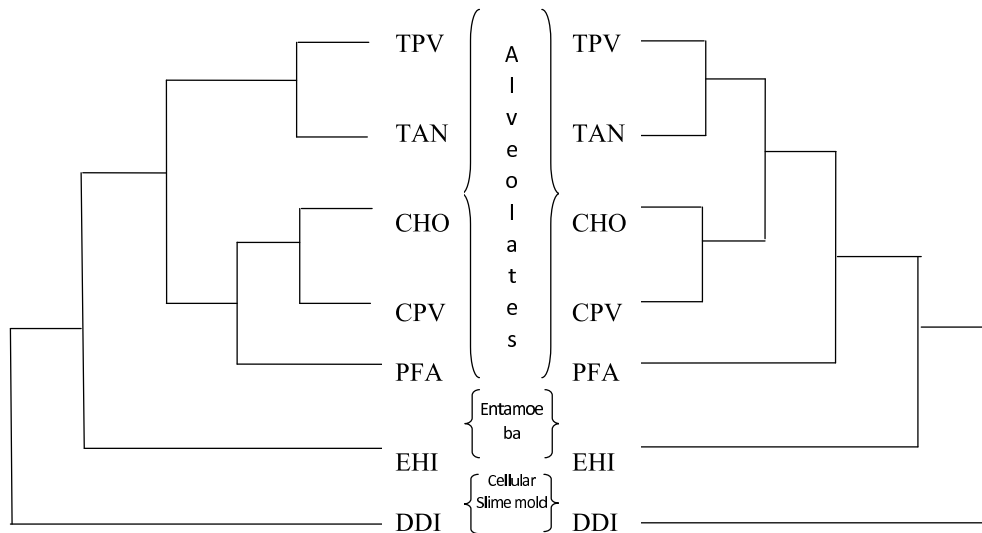 TPV
TAN
CHO
CPV
PFA
EHI
DDI
A
l
v
e
o
l
a
t
e
s
Entamoe
ba
Cellular
Slime mold
TPV
TAN
CHO
CPV
PFA
EHI
DDI